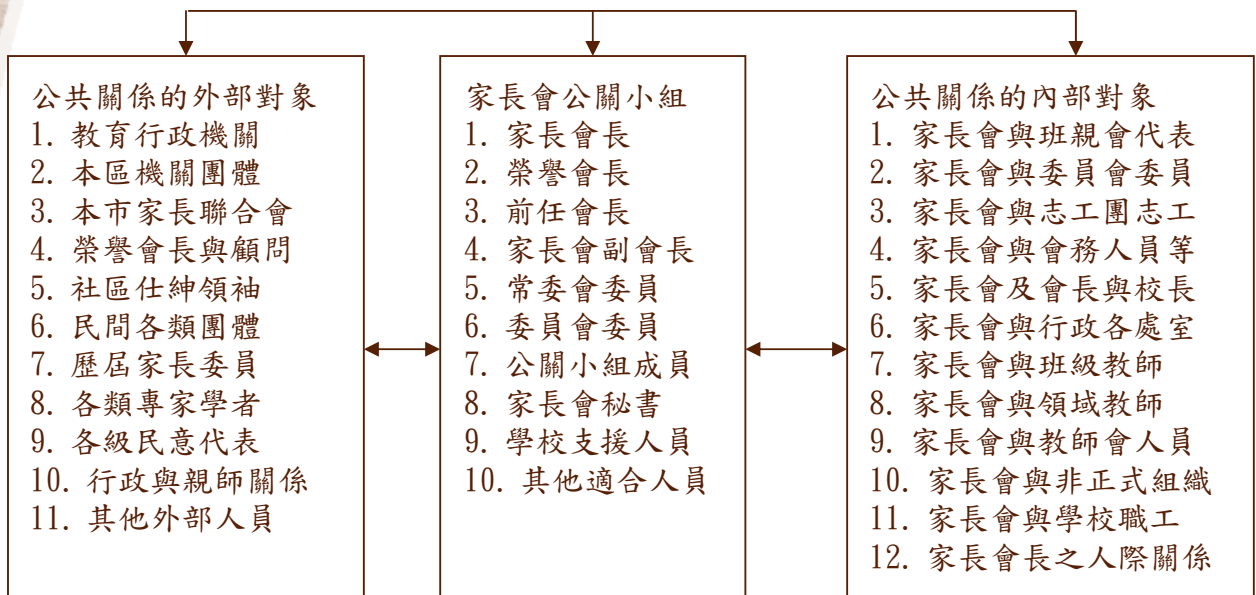 公共關係的外部對象
1. 教育行政機關
2. 本區機關團體
3. 本市家長聯合會
4. 榮譽會長與顧問
5. 社區仕紳領袖
6. 民間各類團體
7. 歷屆家長委員
8. 各類專家學者
9. 各級民意代表
10. 行政與親師關係
11. 其他外部人員
家長會公關小組
1. 家長會長
2. 榮譽會長
3. 前任會長
4. 家長會副會長
5. 常委會委員
6. 委員會委員
7. 公關小組成員
8. 家長會秘書
9. 學校支援人員
10. 其他適合人員
公共關係的內部對象
1. 家長會與班親會代表
2. 家長會與委員會委員
3. 家長會與志工團志工
4. 家長會與會務人員等
5. 家長會及會長與校長
6. 家長會與行政各處室
7. 家長會與班級教師
8. 家長會與領域教師
9. 家長會與教師會人員
10. 家長會與非正式組織
11. 家長會與學校職工
12. 家長會長之人際關係